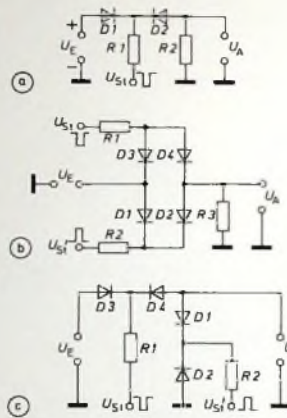 + D1 D2
U_E R1 R2 U_A
−
a U_St
U_St R1
D3 D4
U_E
D1 D2 R3 U_A
b U_St' R2
D3 D4
D1
U_E R1 U
D2 R2
c U_St U_St'